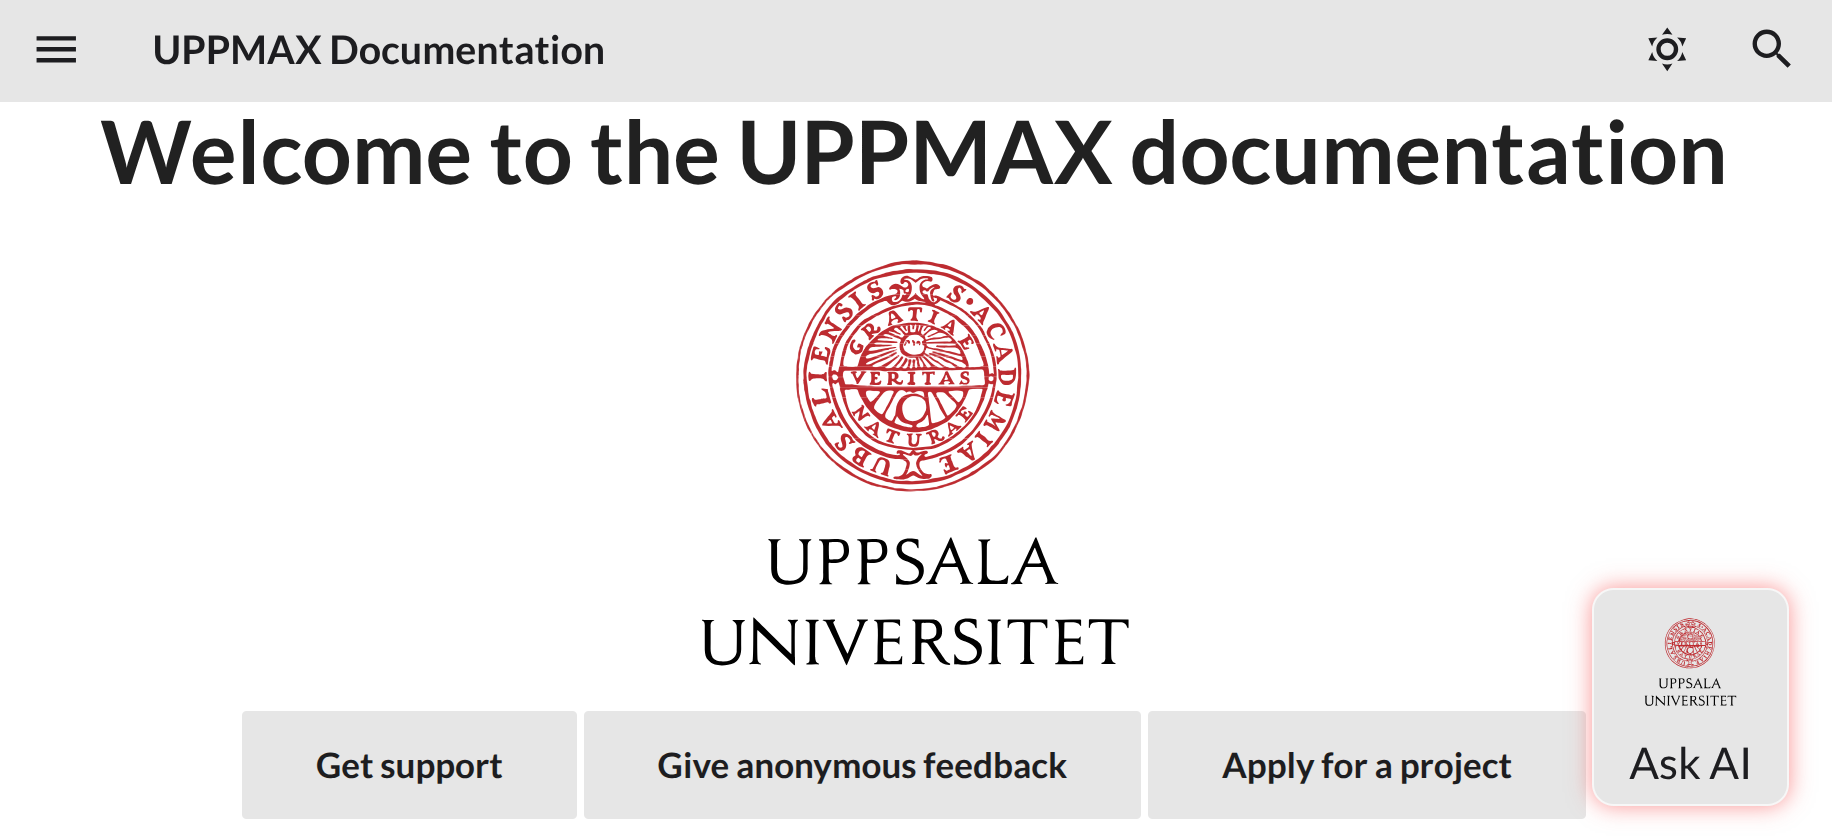 UPPMAX Documentation
Welcome to the UPPMAX documentation
S·ACADEMIAE UBSALIENSIS
GRATIAE
VERITAS
NATURAE
UPPSALA
UNIVERSITET
Get support
Give anonymous feedback
Apply for a project
UPPSALA
UNIVERSITET
Ask AI